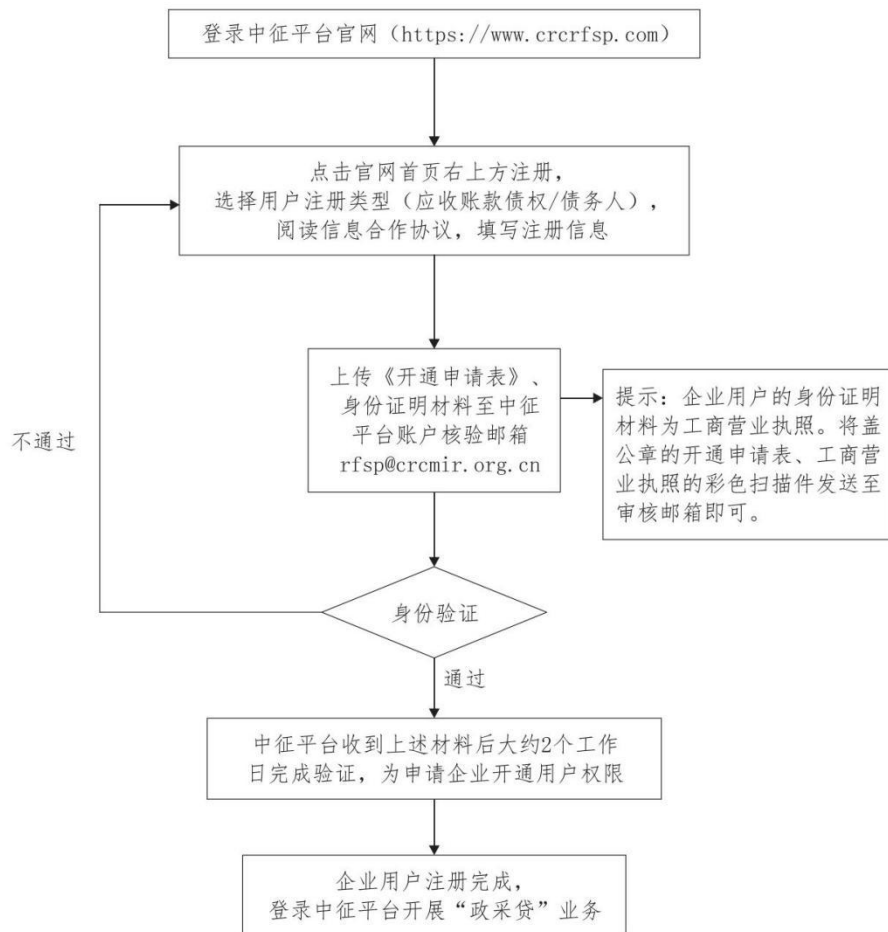 登录中征平台官网（https://www.crcrfsp.com）
点击官网首页右上方注册，
选择用户注册类型（应收账款债权/债务人），
阅读信息合作协议，填写注册信息
上传《开通申请表》、
身份证明材料至中征
平台账户核验邮箱
rfsp@crcmir.org.cn
提示：企业用户的身份证明
材料为工商营业执照。将盖
公章的开通申请表、工商营
业执照的彩色扫描件发送至
审核邮箱即可。
不通过
身份验证
通过
中征平台收到上述材料后大约2个工作
日完成验证，为申请企业开通用户权限
企业用户注册完成，
登录中征平台开展“政采贷”业务